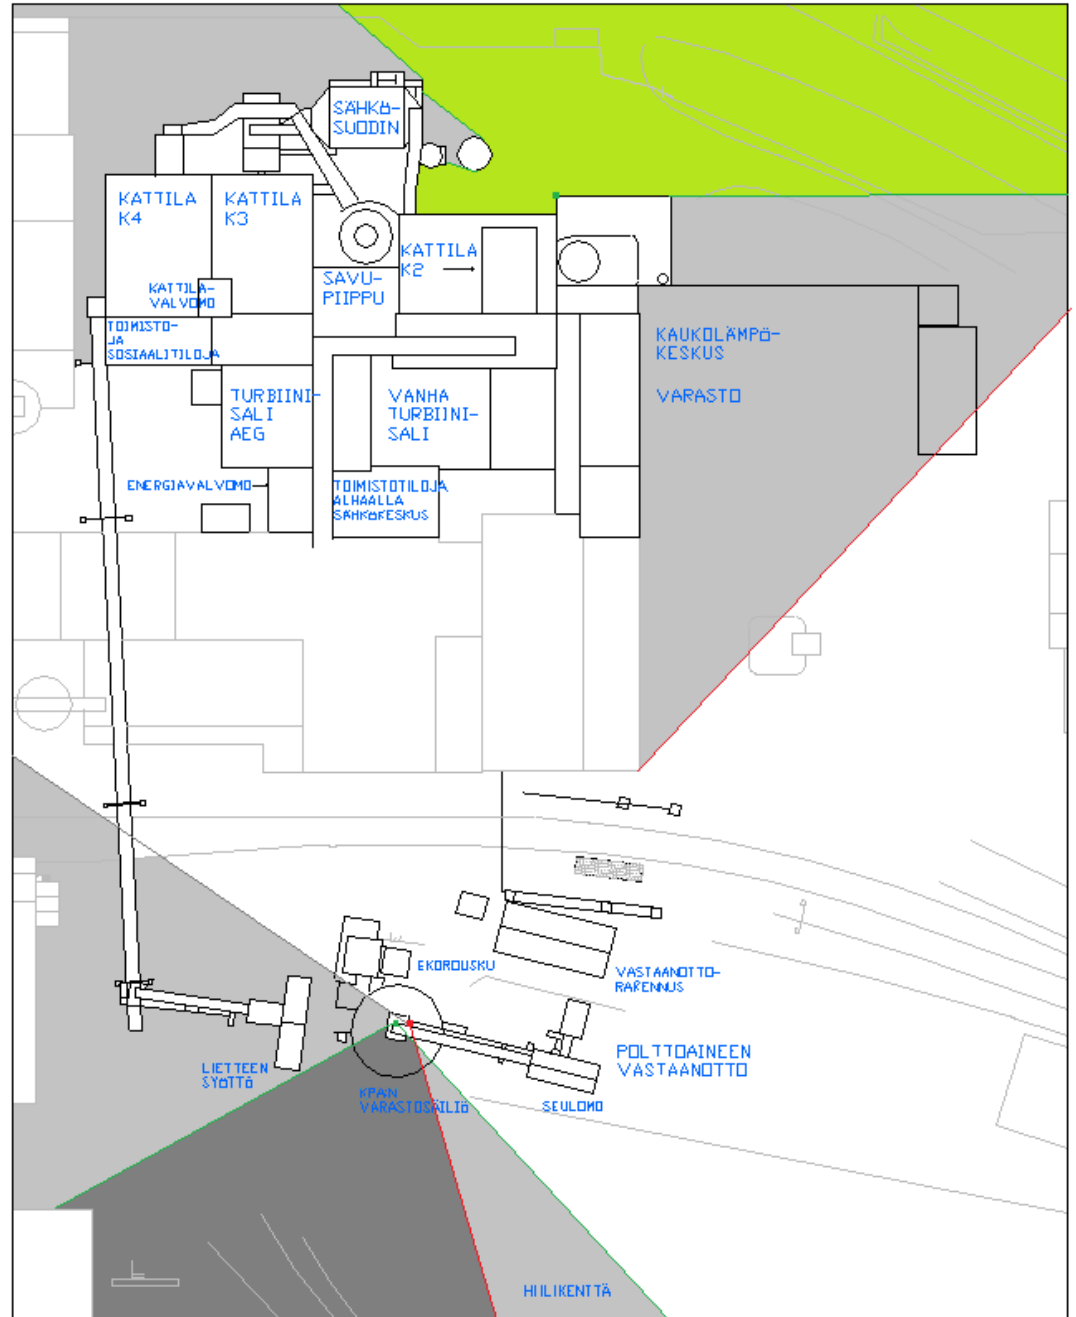 SÄHKÖ-
SUODIN
KATTILA
K4
KATTILA
K3
KATTILA
K2
SAVU-
PIIPPU
KATTILA-
VALVOMO
TOIMISTO-
JA
SOSIAALITILOJA
KAUKOLÄMPÖ-
KESKUS
VARASTO
TURBIINI-
SALI
AEG
VANHA
TURBIINI-
SALI
ENERGIAVALVOMO
TOIMISTOTILOJA
ALHAALLA
SÄHKÖKESKUS
EKOROUSKU
VASTAANOTTO-
RAKENNUS
LIETTEEN
SYÖTTÖ
POLTTOAINEEN
VASTAANOTTO
KPAIN
VARASTOSÄILIÖ
SEULOMO
HIILIKENTTÄ